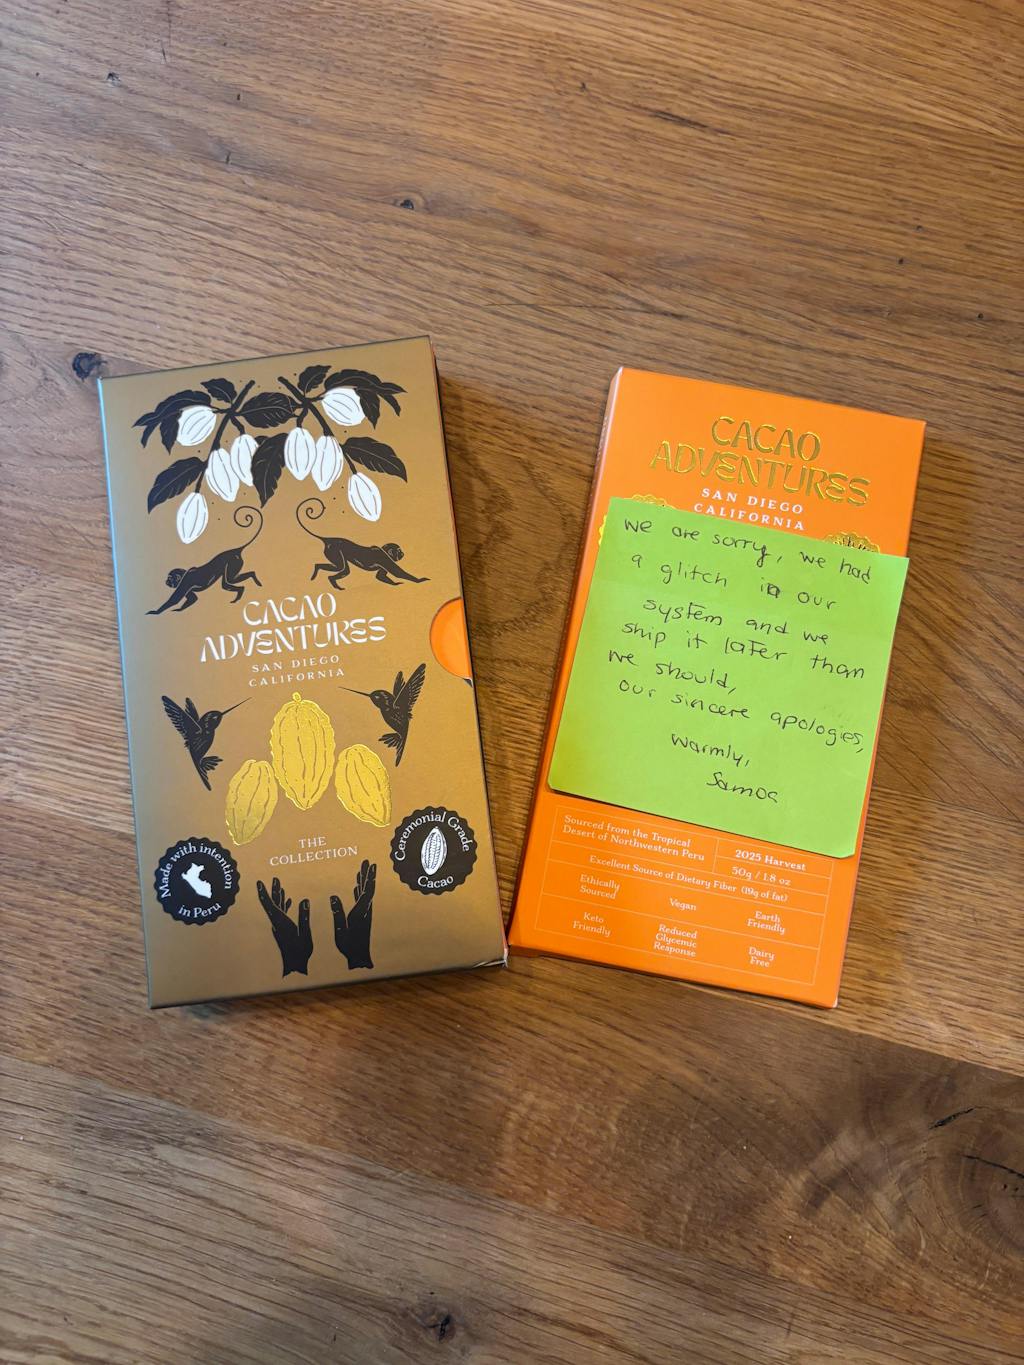 CACAO
ADVENTURES
SAN DIEGO
CALIFORNIA
THE
COLLECTION
Made with intention
in Peru
Ceremonial Grade
Cacao
CACAO
ADVENTURES
SAN DIEGO
CALIFORNIA
we are sorry, we had
a glitch in our
system and we
ship it later than
we should,
our sincere apologies,
warmly,
Samoa
Sourced from the Tropical
Desert of Northwestern Peru
2025 Harvest
50g / 1.8 oz
Excellent Source of Dietary Fiber (19g of fat)
Ethically
Sourced
Vegan
Earth
Friendly
Keto
Friendly
Reduced
Glycemic
Response
Dairy
Free